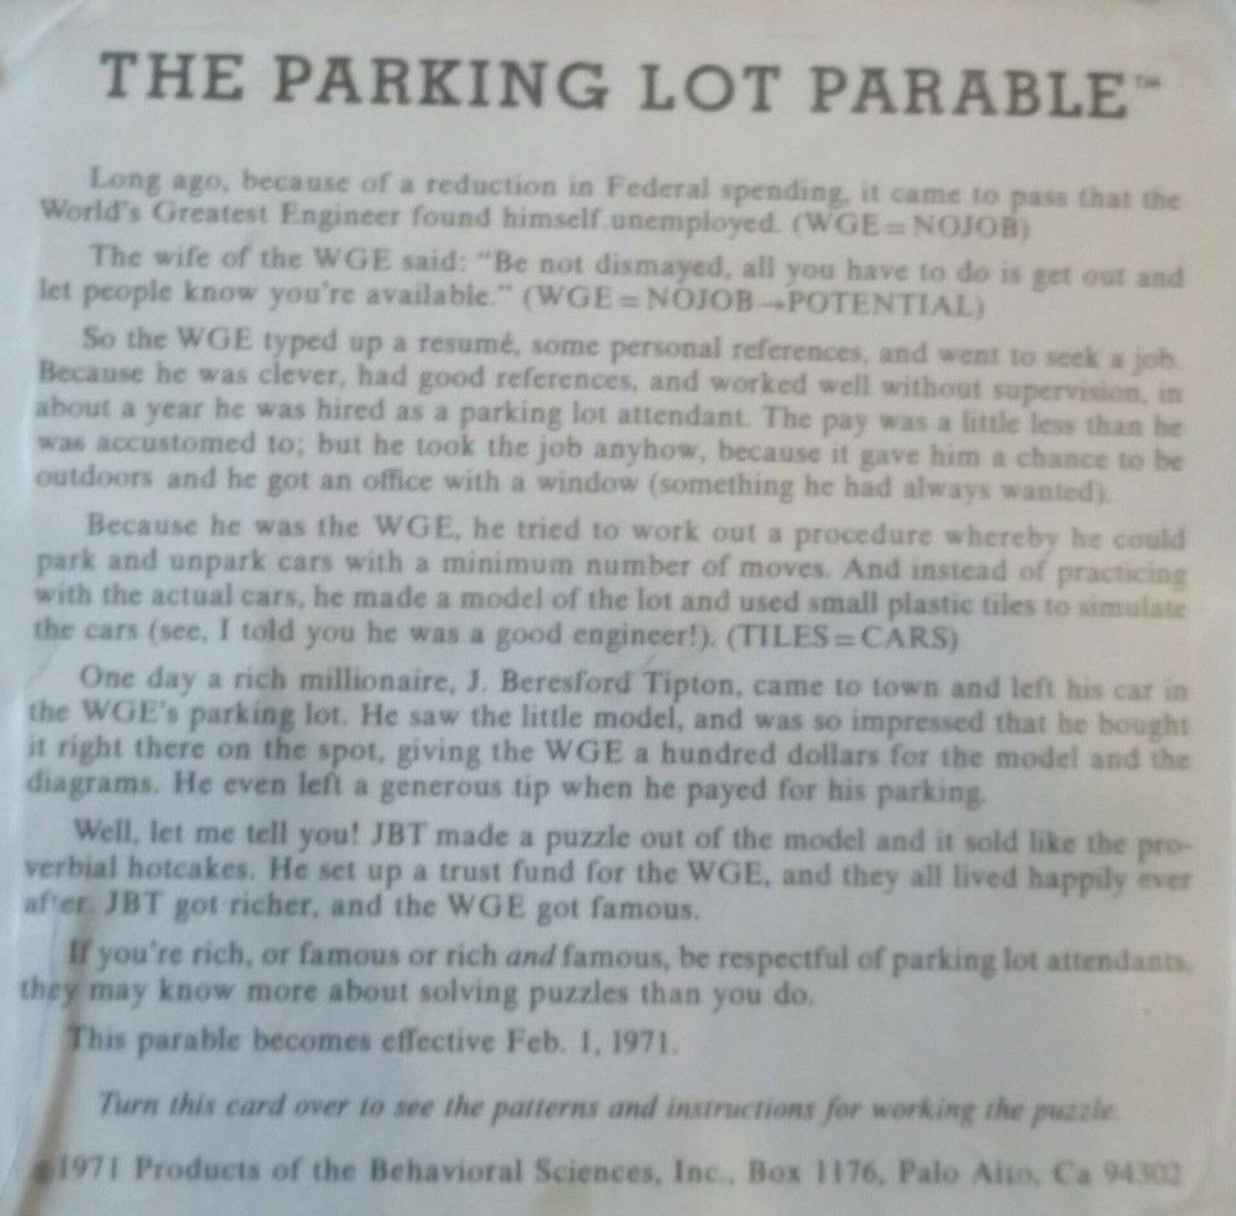 THE PARKING LOT PARABLE™
Long ago, because of a reduction in Federal spending, it came to pass that the
World's Greatest Engineer found himself unemployed. (WGE=NOJOB)
The wife of the WGE said: "Be not dismayed, all you have to do is get out and
let people know you're available." (WGE=NOJOB→POTENTIAL)
So the WGE typed up a resumé, some personal references, and went to seek a job.
Because he was clever, had good references, and worked well without supervision, in
about a year he was hired as a parking lot attendant. The pay was a little less than he
was accustomed to; but he took the job anyhow, because it gave him a chance to be
outdoors and he got an office with a window (something he had always wanted).
Because he was the WGE, he tried to work out a procedure whereby he could
park and unpark cars with a minimum number of moves. And instead of practicing
with the actual cars, he made a model of the lot and used small plastic tiles to simulate
the cars (see, I told you he was a good engineer!). (TILES=CARS)
One day a rich millionaire, J. Beresford Tipton, came to town and left his car in
the WGE's parking lot. He saw the little model, and was so impressed that he bought
it right there on the spot, giving the WGE a hundred dollars for the model and the
diagrams. He even left a generous tip when he payed for his parking.
Well, let me tell you! JBT made a puzzle out of the model and it sold like the pro-
verbial hotcakes. He set up a trust fund for the WGE, and they all lived happily ever
after. JBT got richer, and the WGE got famous.
If you're rich, or famous or rich and famous, be respectful of parking lot attendants,
they may know more about solving puzzles than you do.
This parable becomes effective Feb. 1, 1971.
Turn this card over to see the patterns and instructions for working the puzzle.
©1971 Products of the Behavioral Sciences, Inc., Box 1176, Palo Alto, Ca 94302